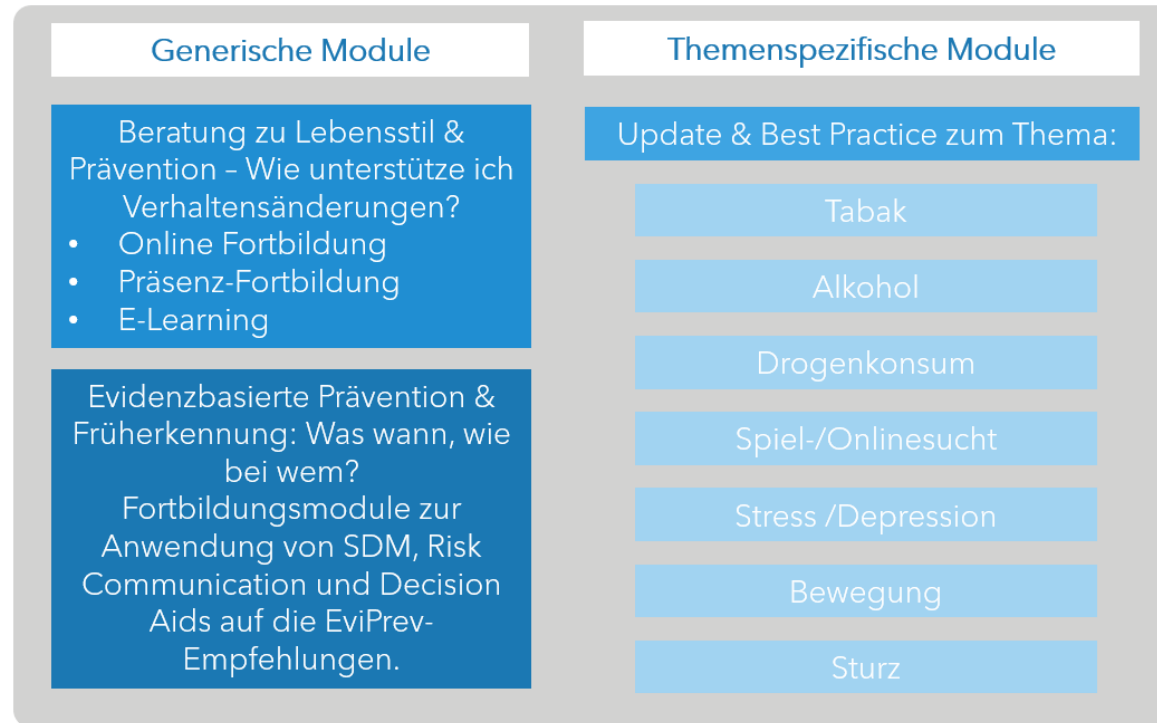 Generische Module
Beratung zu Lebensstil &
Prävention – Wie unterstütze ich
Verhaltensänderungen?
• Online Fortbildung
• Präsenz-Fortbildung
• E-Learning
Evidenzbasierte Prävention &
Früherkennung: Was wann, wie
bei wem?
Fortbildungsmodule zur
Anwendung von SDM, Risk
Communication und Decision
Aids auf die EviPrev-
Empfehlungen.
Themenspezifische Module
Update & Best Practice zum Thema:
Tabak
Alkohol
Drogenkonsum
Spiel-/Onlinesucht
Stress /Depression
Bewegung
Sturz